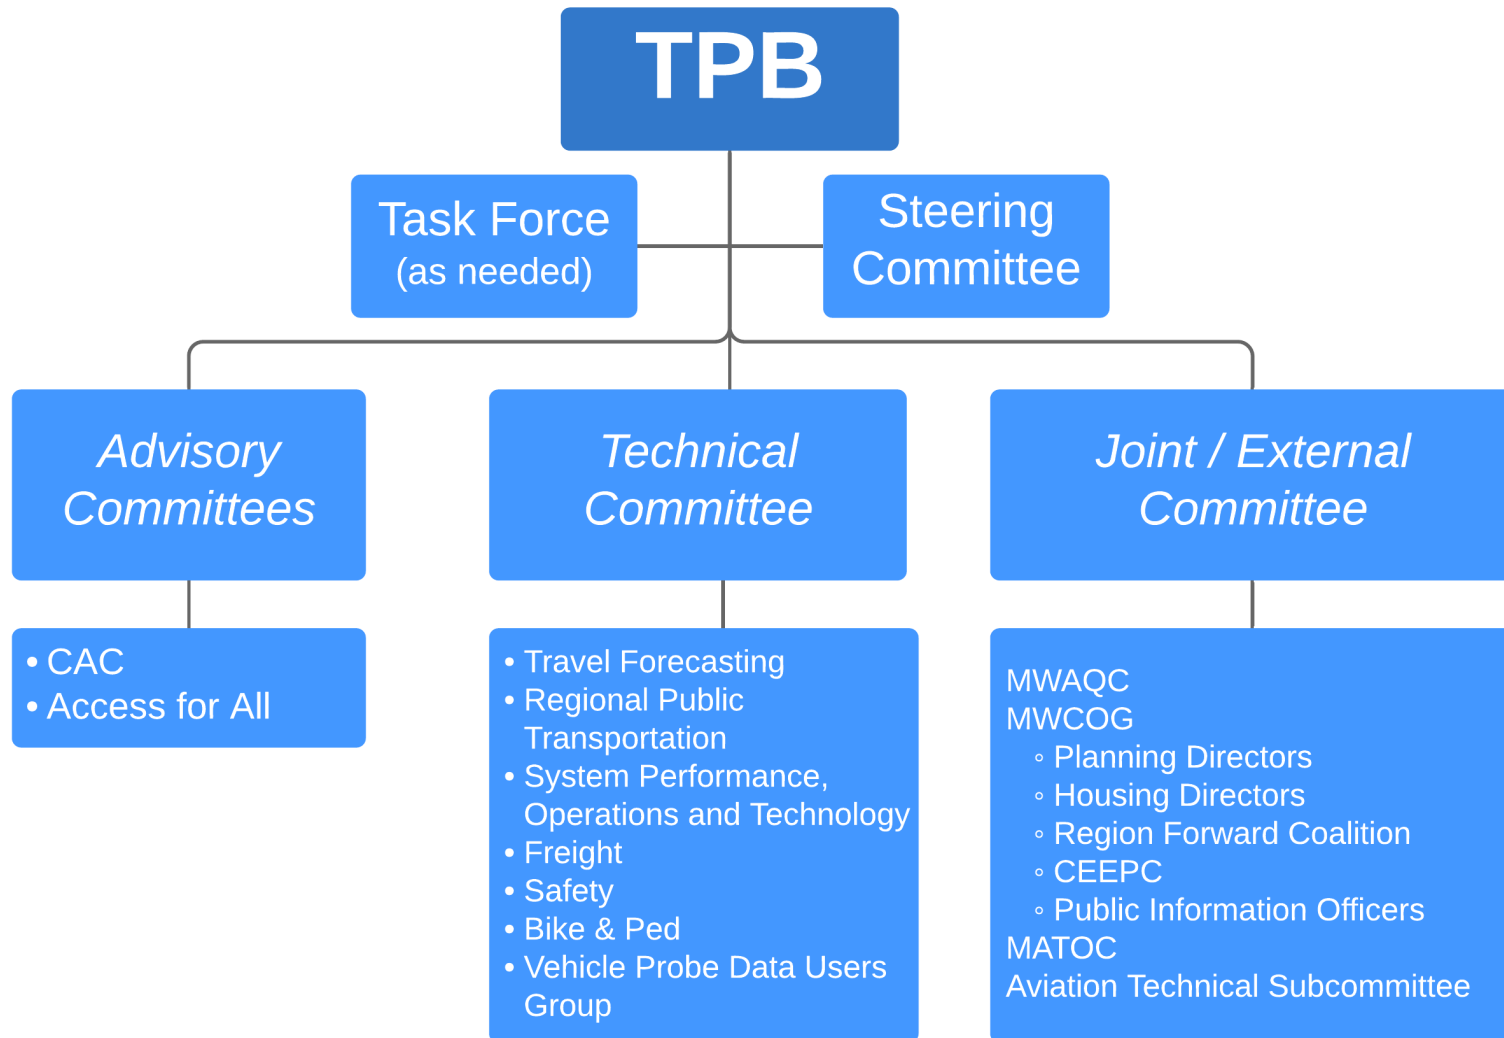 TPB
Task Force
(as needed)
Steering
Committee
Advisory
Committees
Technical
Committee
Joint / External
Committee
• CAC
• Access for All
• Travel Forecasting
• Regional Public
Transportation
• System Performance,
Operations and Technology
• Freight
• Safety
• Bike & Ped
• Vehicle Probe Data Users
Group
MWAQC
MWCOG
◦ Planning Directors
◦ Housing Directors
◦ Region Forward Coalition
◦ CEEPC
◦ Public Information Officers
MATOC
Aviation Technical Subcommittee